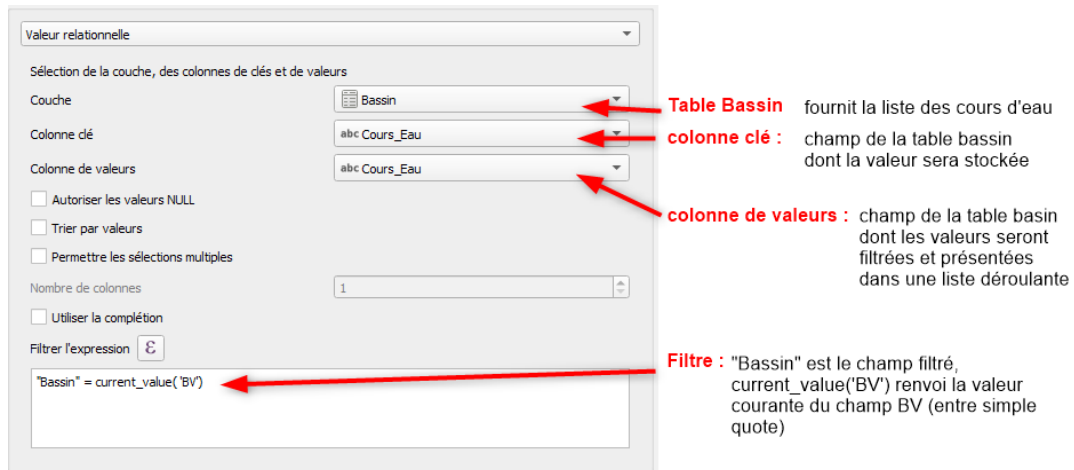 Valeur relationnelle
Sélection de la couche, des colonnes de clés et de valeurs
Couche
Bassin
Table Bassin fournit la liste des cours d'eau
Colonne clé
abc Cours_Eau
colonne clé : champ de la table bassin
dont la valeur sera stockée
Colonne de valeurs
abc Cours_Eau
Autoriser les valeurs NULL
colonne de valeurs : champ de la table basin
dont les valeurs seront
filtrées et présentées
dans une liste déroulante
Trier par valeurs
Permettre les sélections multiples
Nombre de colonnes
1
Utiliser la complétion
Filtrer l'expression ε
Filtre : "Bassin" est le champ filtré,
current_value('BV') renvoi la valeur
courante du champ BV (entre simple
quote)
"Bassin" = current_value( 'BV')